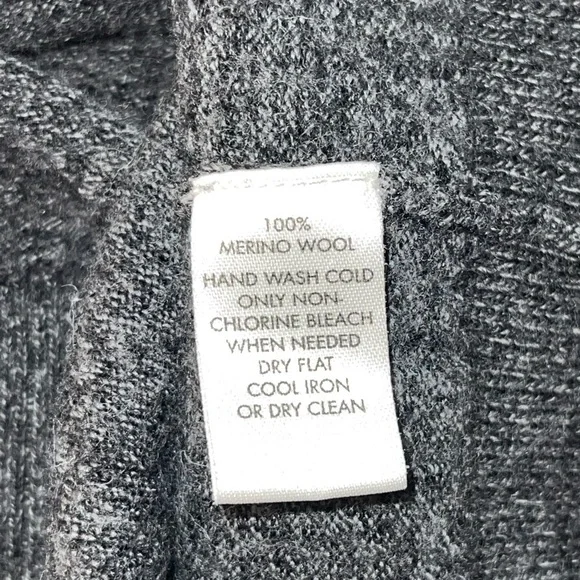 100%
MERINO WOOL
HAND WASH COLD
ONLY NON-
CHLORINE BLEACH
WHEN NEEDED
DRY FLAT
COOL IRON
OR DRY CLEAN